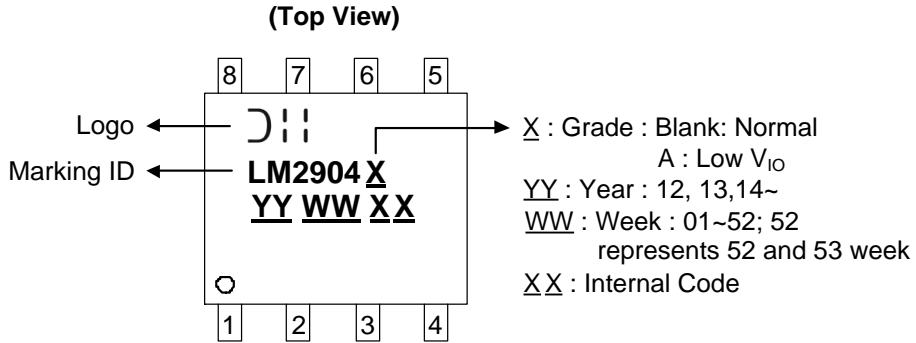 (Top View)
8 7 6 5
Logo
Marking ID
LM2904 X
YY WW X X
1 2 3 4
X : Grade : Blank: Normal
A : Low VIO
YY : Year : 12, 13,14~
WW : Week : 01~52; 52
represents 52 and 53 week
X X : Internal Code